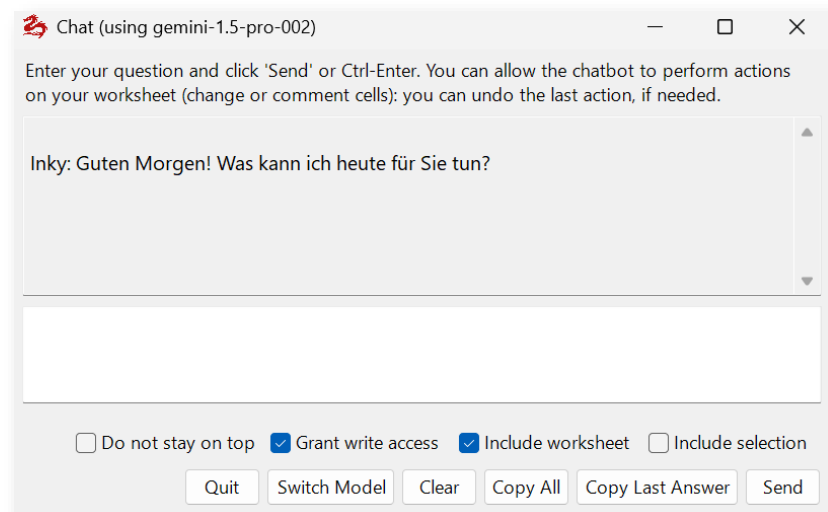 Chat (using gemini-1.5-pro-002)
Enter your question and click 'Send' or Ctrl-Enter. You can allow the chatbot to perform actions
on your worksheet (change or comment cells): you can undo the last action, if needed.
Inky: Guten Morgen! Was kann ich heute für Sie tun?
Do not stay on top Grant write access Include worksheet Include selection
Quit Switch Model Clear Copy All Copy Last Answer Send